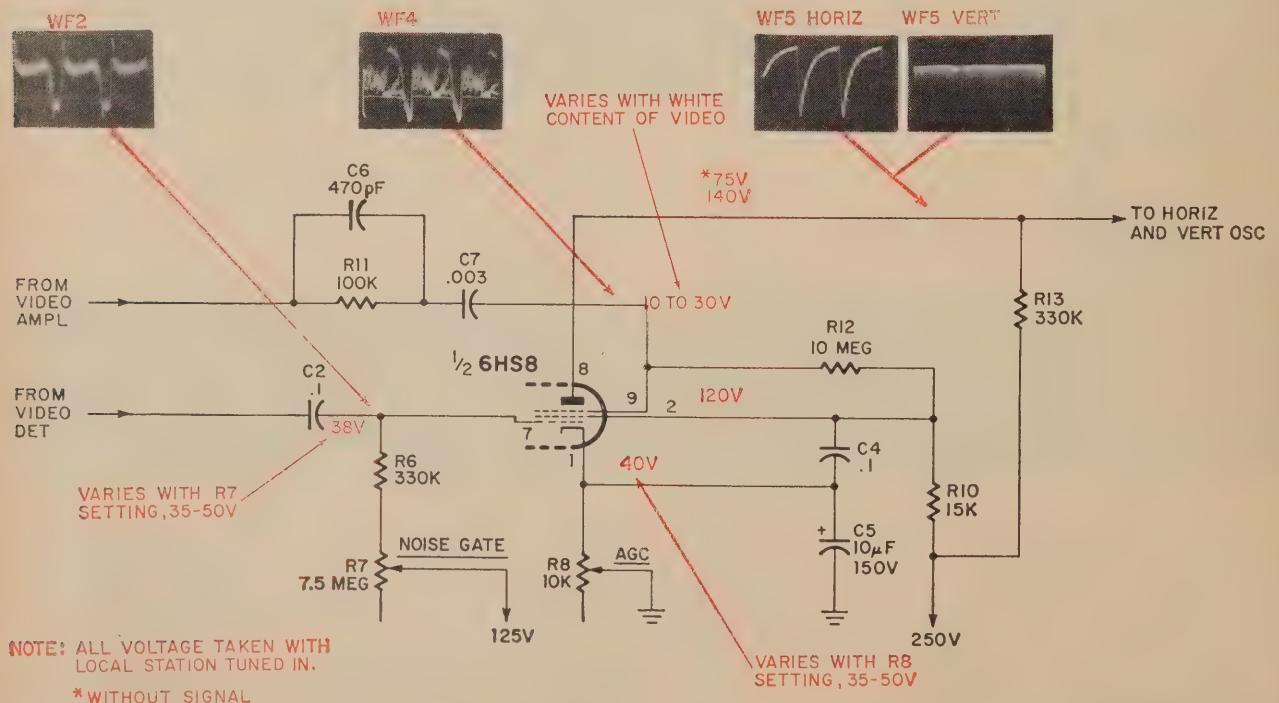 WF2
WF4
WF5 HORIZ
WF5 VERT
VARIES WITH WHITE
CONTENT OF VIDEO
C6
470pF
*75V
140V
TO HORIZ
AND VERT OSC
R11
100K
C7
.003
FROM
VIDEO
AMPL
10 TO 30V
R13
330K
R12
10 MEG
1/2 6HS8
8
C2
.1
9
120V
2
FROM
VIDEO
DET
38V
7
1
C4
.1
R6
330K
40V
VARIES WITH R7
SETTING, 35-50V
R10
15K
NOISE GATE
AGC
+
C5
10µF
150V
R7
7.5 MEG
R8
10K
125V
250V
NOTE: ALL VOLTAGE TAKEN WITH
LOCAL STATION TUNED IN.
*WITHOUT SIGNAL
VARIES WITH R8
SETTING, 35-50V